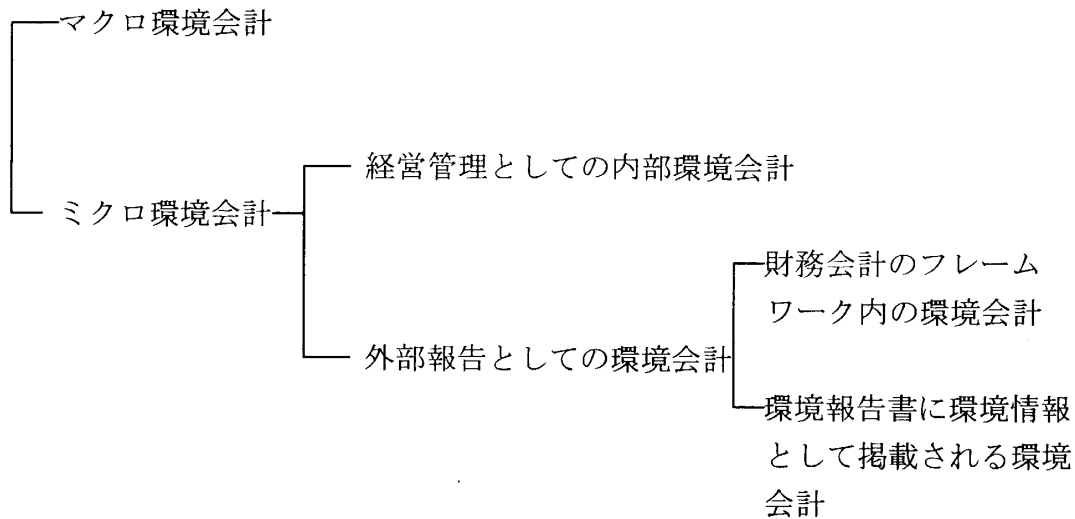 マクロ環境会計
経営管理としての内部環境会計
ミクロ環境会計
財務会計のフレーム
ワーク内の環境会計
外部報告としての環境会計
環境報告書に環境情報
として掲載される環境
会計